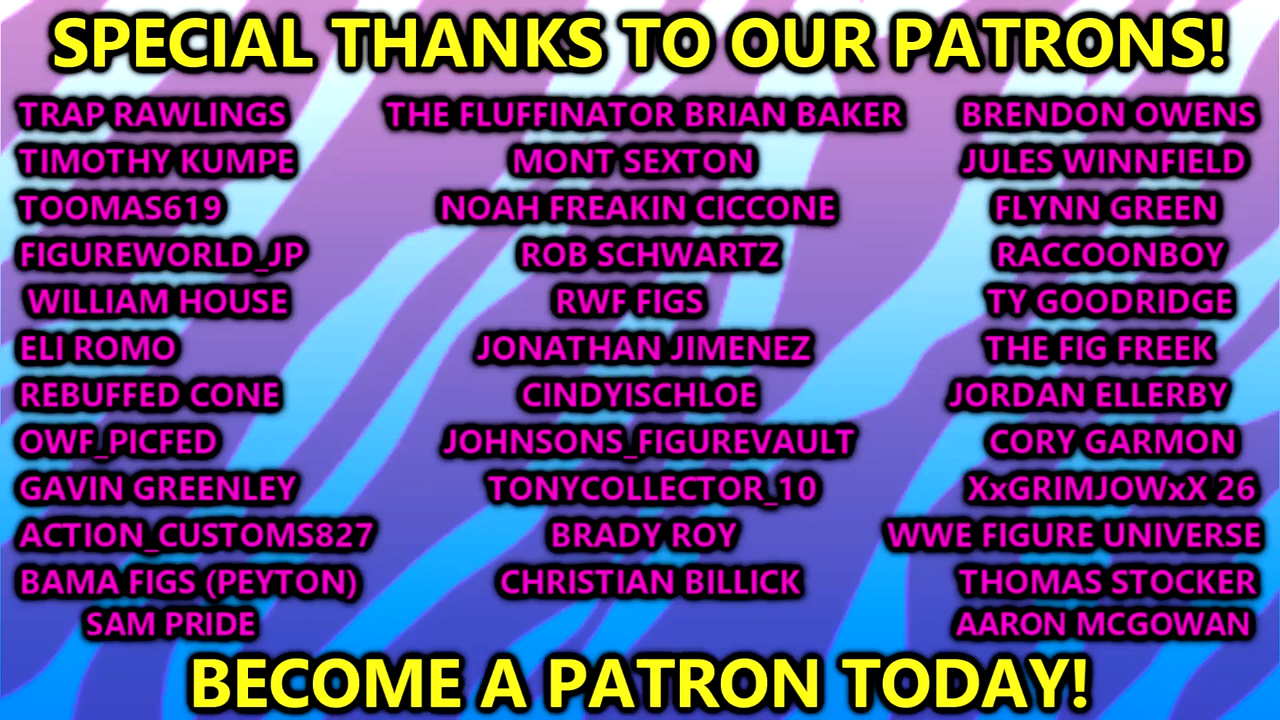 SPECIAL THANKS TO OUR PATRONS!
TRAP RAWLINGS
TIMOTHY KUMPE
TOOMAS619
FIGUREWORLD_JP
WILLIAM HOUSE
ELI ROMO
REBUFFED CONE
OWF_PICFED
GAVIN GREENLEY
ACTION_CUSTOMS827
BAMA FIGS (PEYTON)
SAM PRIDE
THE FLUFFINATOR BRIAN BAKER
MONT SEXTON
NOAH FREAKIN CICCONE
ROB SCHWARTZ
RWF FIGS
JONATHAN JIMENEZ
CINDYISCHLOE
JOHNSONS_FIGUREVAULT
TONYCOLLECTOR_10
BRADY ROY
CHRISTIAN BILLICK
BRENDON OWENS
JULES WINNFIELD
FLYNN GREEN
RACCOONBOY
TY GOODRIDGE
THE FIG FREEK
JORDAN ELLERBY
CORY GARMON
XxGRIMJOWxX 26
WWE FIGURE UNIVERSE
THOMAS STOCKER
AARON MCGOWAN
BECOME A PATRON TODAY!